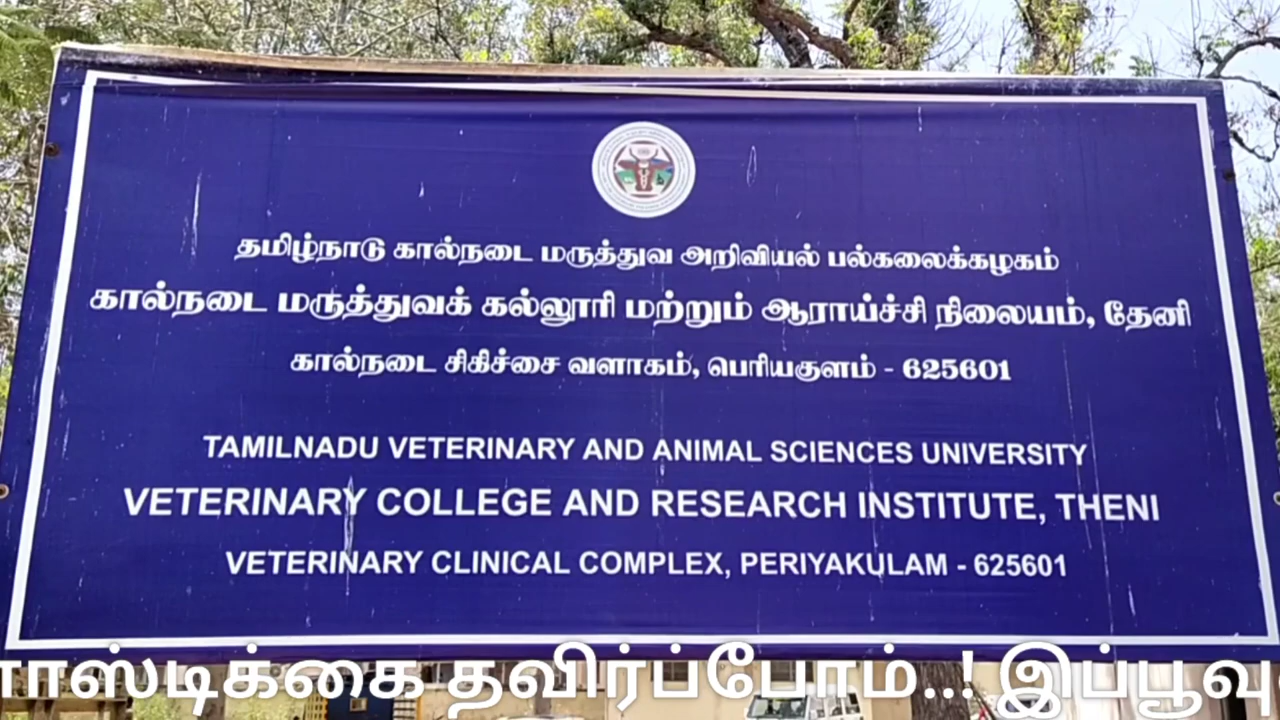 தமிழ்நாடு கால்நடை மருத்துவ அறிவியல் பல்கலைக்கழகம்
கால்நடை மருத்துவக் கல்லூரி மற்றும் ஆராய்ச்சி நிலையம், தேனி
கால்நடை சிகிச்சை வளாகம், பெரியகுளம் - 625601
TAMILNADU VETERINARY AND ANIMAL SCIENCES UNIVERSITY
VETERINARY COLLEGE AND RESEARCH INSTITUTE, THENI
VETERINARY CLINICAL COMPLEX, PERIYAKULAM - 625601
தவிர்ப்போம்..!